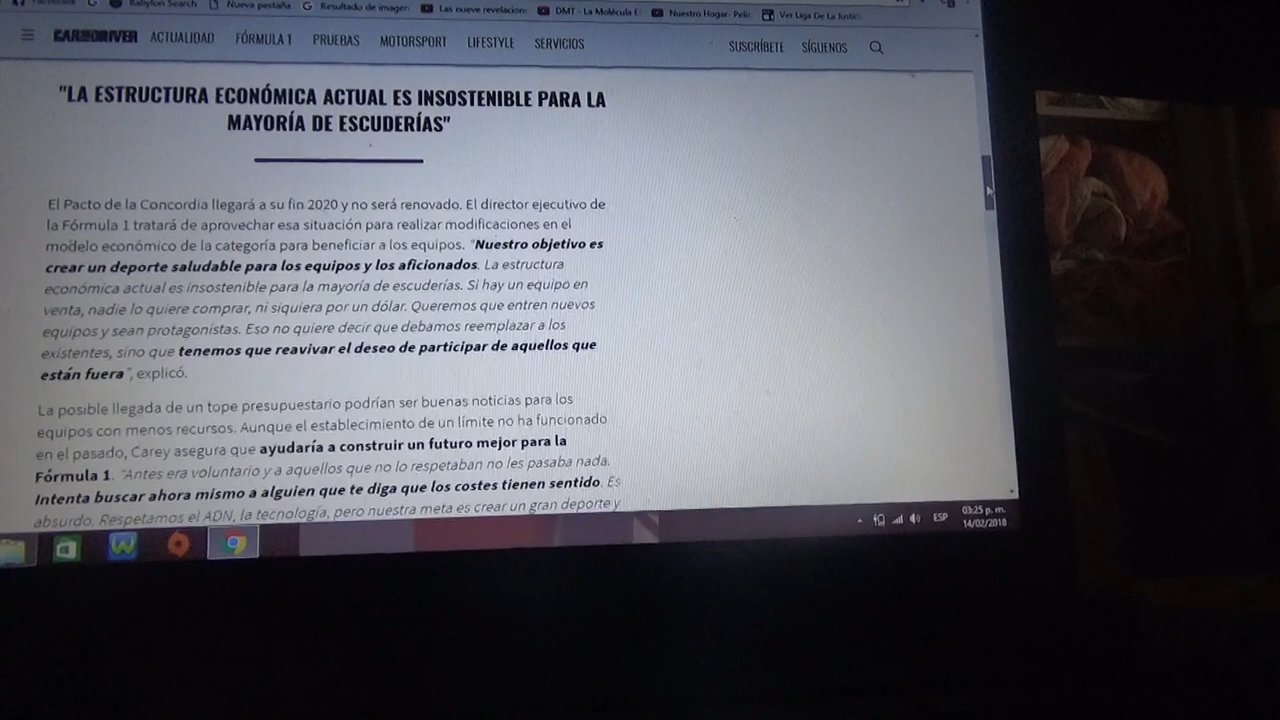 Babylon Search Nueva pestaña Resultado de imagen Las nueve revelacion DMT - La Molécula E Nuestro Hogar- Pelíc Ver Liga De La Justic
CAR AND DRIVER ACTUALIDAD FÓRMULA 1 PRUEBAS MOTORSPORT LIFESTYLE SERVICIOS SUSCRÍBETE SÍGUENOS
"LA ESTRUCTURA ECONÓMICA ACTUAL ES INSOSTENIBLE PARA LA
MAYORÍA DE ESCUDERÍAS"
El Pacto de la Concordia llegará a su fin 2020 y no será renovado. El director ejecutivo de
la Fórmula 1 tratará de aprovechar esa situación para realizar modificaciones en el
modelo económico de la categoría para beneficiar a los equipos. "Nuestro objetivo es
crear un deporte saludable para los equipos y los aficionados. La estructura
económica actual es insostenible para la mayoría de escuderías. Si hay un equipo en
venta, nadie lo quiere comprar, ni siquiera por un dólar. Queremos que entren nuevos
equipos y sean protagonistas. Eso no quiere decir que debamos reemplazar a los
existentes, sino que tenemos que reavivar el deseo de participar de aquellos que
están fuera", explicó.
La posible llegada de un tope presupuestario podrían ser buenas noticias para los
equipos con menos recursos. Aunque el establecimiento de un límite no ha funcionado
en el pasado, Carey asegura que ayudaría a construir un futuro mejor para la
Fórmula 1. "Antes era voluntario y a aquellos que no lo respetaban no les pasaba nada.
Intenta buscar ahora mismo a alguien que te diga que los costes tienen sentido. Es
absurdo. Respetamos el ADN, la tecnología, pero nuestra meta es crear un gran deporte y
ESP 03:25 p. m.
14/02/2018